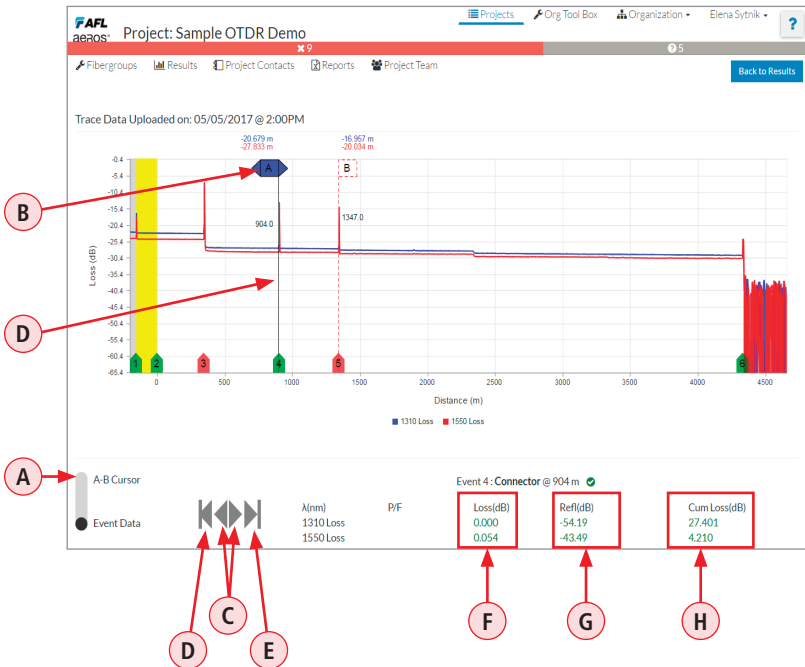 AFL
aeROS®
Project: Sample OTDR Demo
Projects
Org Tool Box
Organization
Elena Sytnik
?
9
5
Fibergroups
Results
Project Contacts
Reports
Project Team
Back to Results
Trace Data Uploaded on: 05/05/2017 @ 2:00PM
-20.679 m
-27.833 m
-16.957 m
-20.034 m
A
B
-0.4
-5.4
-10.4
-15.4
-20.4
-25.4
-30.4
-35.4
-40.4
-45.4
-50.4
-55.4
-60.4
-65.4
Loss (dB)
904.0
1347.0
1
2
3
4
5
6
0
500
1000
1500
2000
2500
3000
3500
4000
4500
Distance (m)
1310 Loss
1550 Loss
B
D
A
A-B Cursor
Event Data
Event 4 : Connector @ 904 m
λ(nm)
P/F
Loss(dB)
Refl(dB)
Cum Loss(dB)
1310 Loss
0.000
-54.19
27.401
1550 Loss
0.054
-43.49
4.210
C
D
E
F
G
H